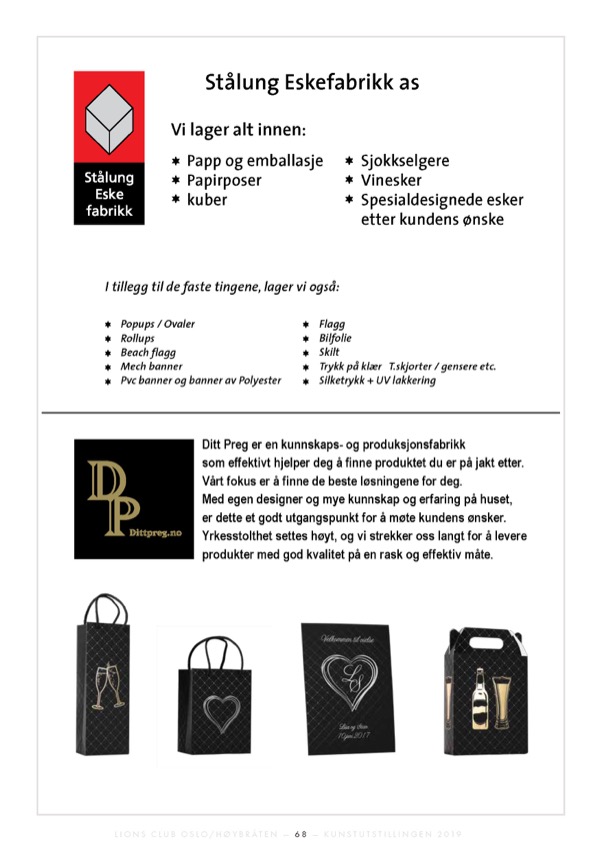 Stålung Eskefabrikk as
Stålung
Eske
fabrikk
Vi lager alt innen:
Papp og emballasje
Papirposer
kuber
Sjokkselgere
Vinesker
Spesialdesignede esker
etter kundens ønske
I tillegg til de faste tingene, lager vi også:
Popups / Ovaler
Rollups
Beach flagg
Mech banner
Pvc banner og banner av Polyester
Flagg
Bilfolie
Skilt
Trykk på klær T.skjorter / gensere etc.
Silketrykk + UV lakkering
DP
Dittpreg.no
Ditt Preg er en kunnskaps- og produksjonsfabrikk
som effektivt hjelper deg å finne produktet du er på jakt etter.
Vårt fokus er å finne de beste løsningene for deg.
Med egen designer og mye kunnskap og erfaring på huset,
er dette et godt utgangspunkt for å møte kundens ønsker.
Yrkesstolthet settes høyt, og vi strekker oss langt for å levere
produkter med god kvalitet på en rask og effektiv måte.
Velkommen til
LS
10 juni 2017
LIONS CLUB OSLO/HØYBRÅTEN – 68 – KUNSTUTSTILLINGEN 2019